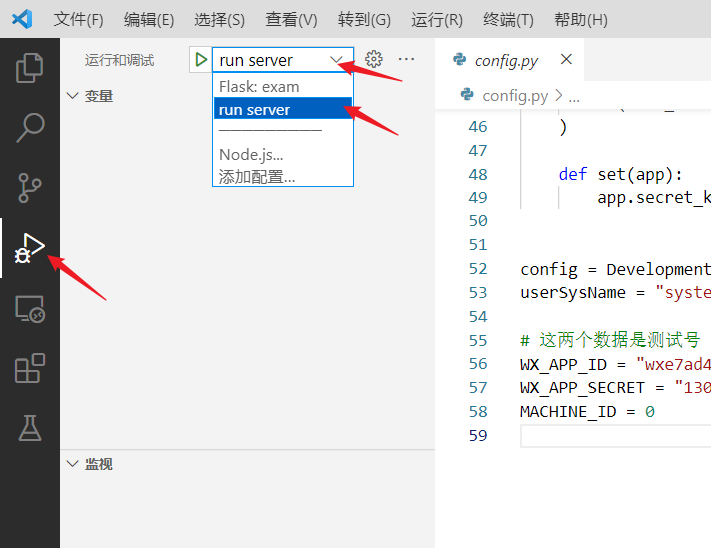 文件(F) 编辑(E) 选择(S) 查看(V) 转到(G) 运行(R) 终端(T) 帮助(H)
运行和调试 run server ...
变量
Flask: exam
run server
Node.js...
添加配置...
监视
config.py
config.py > ...
46 )
47
48 def set(app):
49 app.secret_k
50
51
52 config = Development
53 userSysName = "syste
54
55 # 这两个数据是测试号
56 WX_APP_ID = "wxe7ad4
57 WX_APP_SECRET = "130
58 MACHINE_ID = 0
59